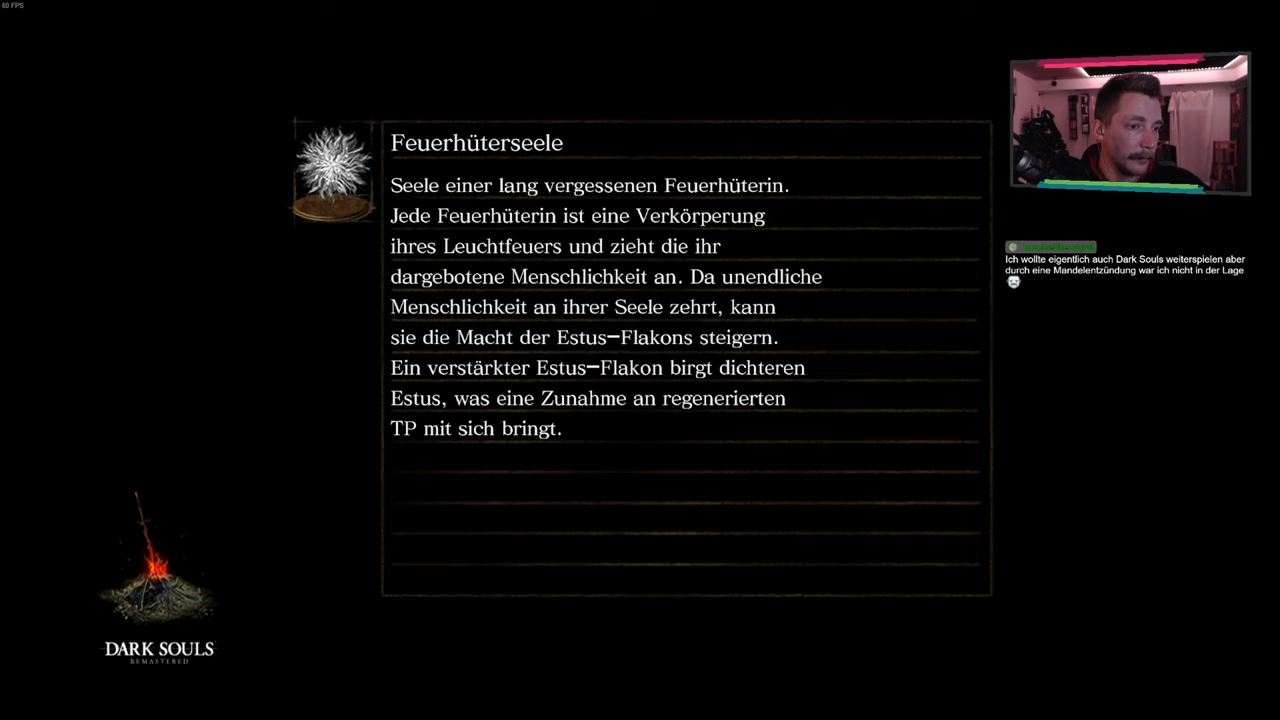 60 FPS
Feuerhüterseele
Seele einer lang vergessenen Feuerhüterin.
Jede Feuerhüterin ist eine Verkörperung
ihres Leuchtfeuers und zieht die ihr
dargebotene Menschlichkeit an. Da unendliche
Menschlichkeit an ihrer Seele zehrt, kann
sie die Macht der Estus-Flakons steigern.
Ein verstärkter Estus-Flakon birgt dichteren
Estus, was eine Zunahme an regenerierten
TP mit sich bringt.
DARK SOULS
REMASTERED
Ich wollte eigentlich auch Dark Souls weiterspielen aber
durch eine Mandelentzündung war ich nicht in der Lage